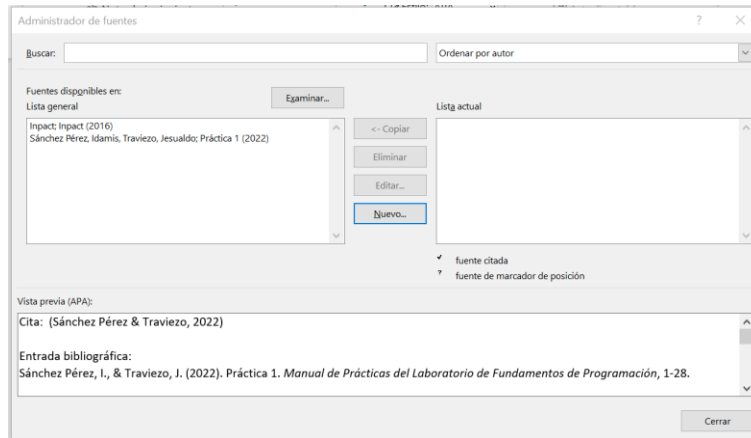 Administrador de fuentes
? ×
Buscar:
Ordenar por autor
Fuentes disponibles en:
Lista general
Examinar...
Lista actual
Inpact; Inpact (2016)
Sánchez Pérez, Idamis, Traviezo, Jesualdo; Práctica 1 (2022)
<- Copiar
Eliminar
Editar...
Nuevo...
fuente citada
? fuente de marcador de posición
Vista previa (APA):
Cita: (Sánchez Pérez & Traviezo, 2022)
Entrada bibliográfica:
Sánchez Pérez, I., & Traviezo, J. (2022). Práctica 1. Manual de Prácticas del Laboratorio de Fundamentos de Programación, 1-28.
Cerrar